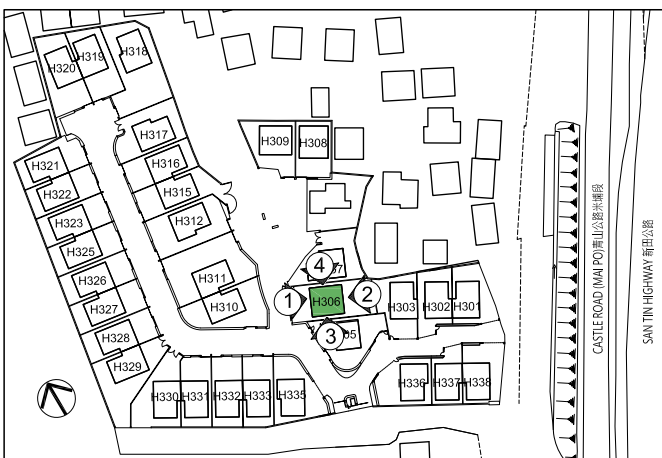 H318
H319
H320
H317
H309
H308
H316
H321
H315
H322
H312
H323
H325
4
H311
H326
1
H306
2
H303
H302
H301
H310
H327
3
05
H328
H329
H336
H337
H338
H330
H331
H332
H333
H335
CASTLE ROAD (MAI PO)青山公路米埔段
SAN TIN HIGHWAY 新田公路